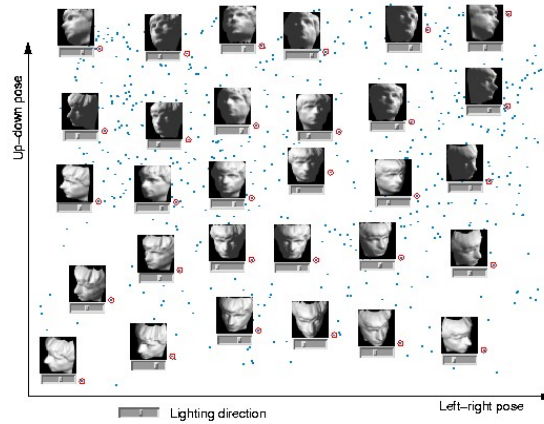 Up–down pose
Left–right pose
Lighting direction